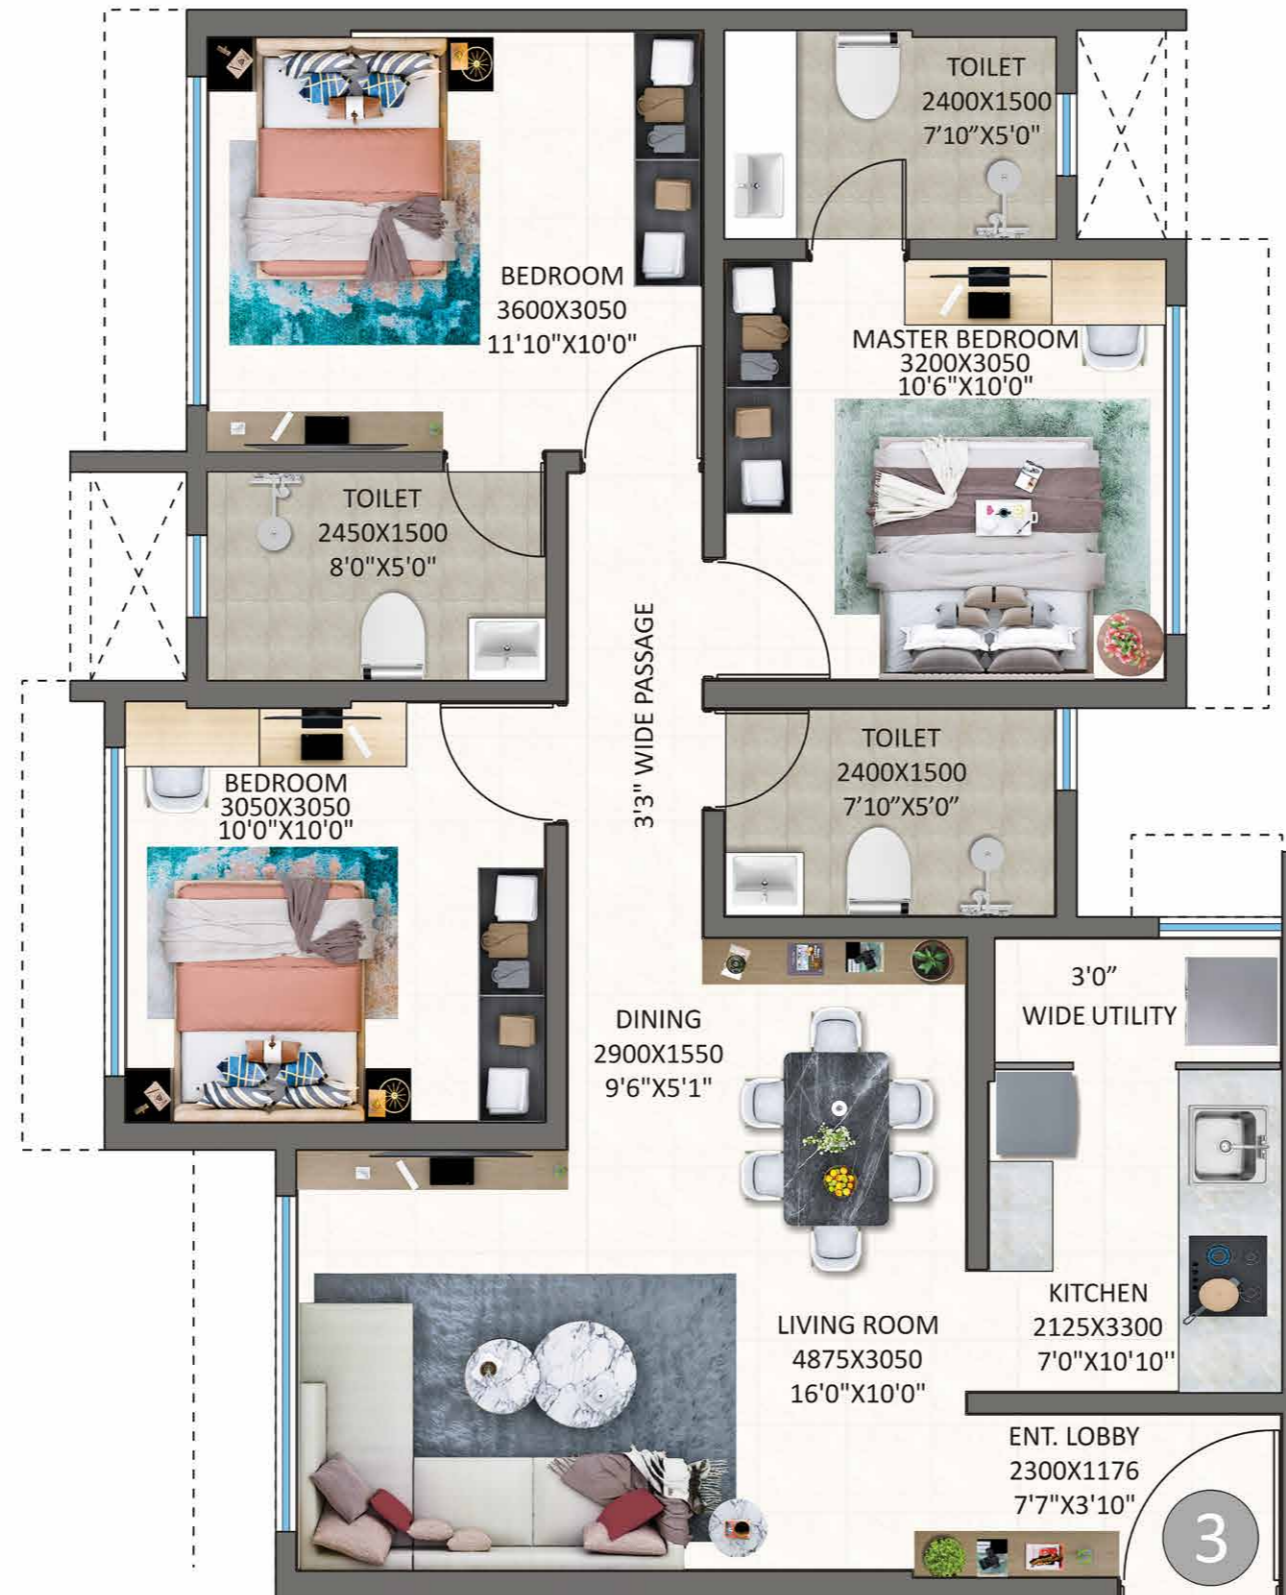 TOILET
2400X1500
7'10”X5'0"
BEDROOM
3600X3050
11'10"X10'0"
MASTER BEDROOM
3200X3050
10'6"X10'0"
TOILET
2450X1500
8'0"X5'0"
3'3" WIDE PASSAGE
TOILET
2400X1500
7'10”X5'0”
BEDROOM
3050X3050
10'0"X10'0"
3'0”
WIDE UTILITY
DINING
2900X1550
9'6"X5'1"
KITCHEN
2125X3300
7'0"X10'10"
LIVING ROOM
4875X3050
16'0"X10'0"
ENT. LOBBY
2300X1176
7'7"X3'10"
3